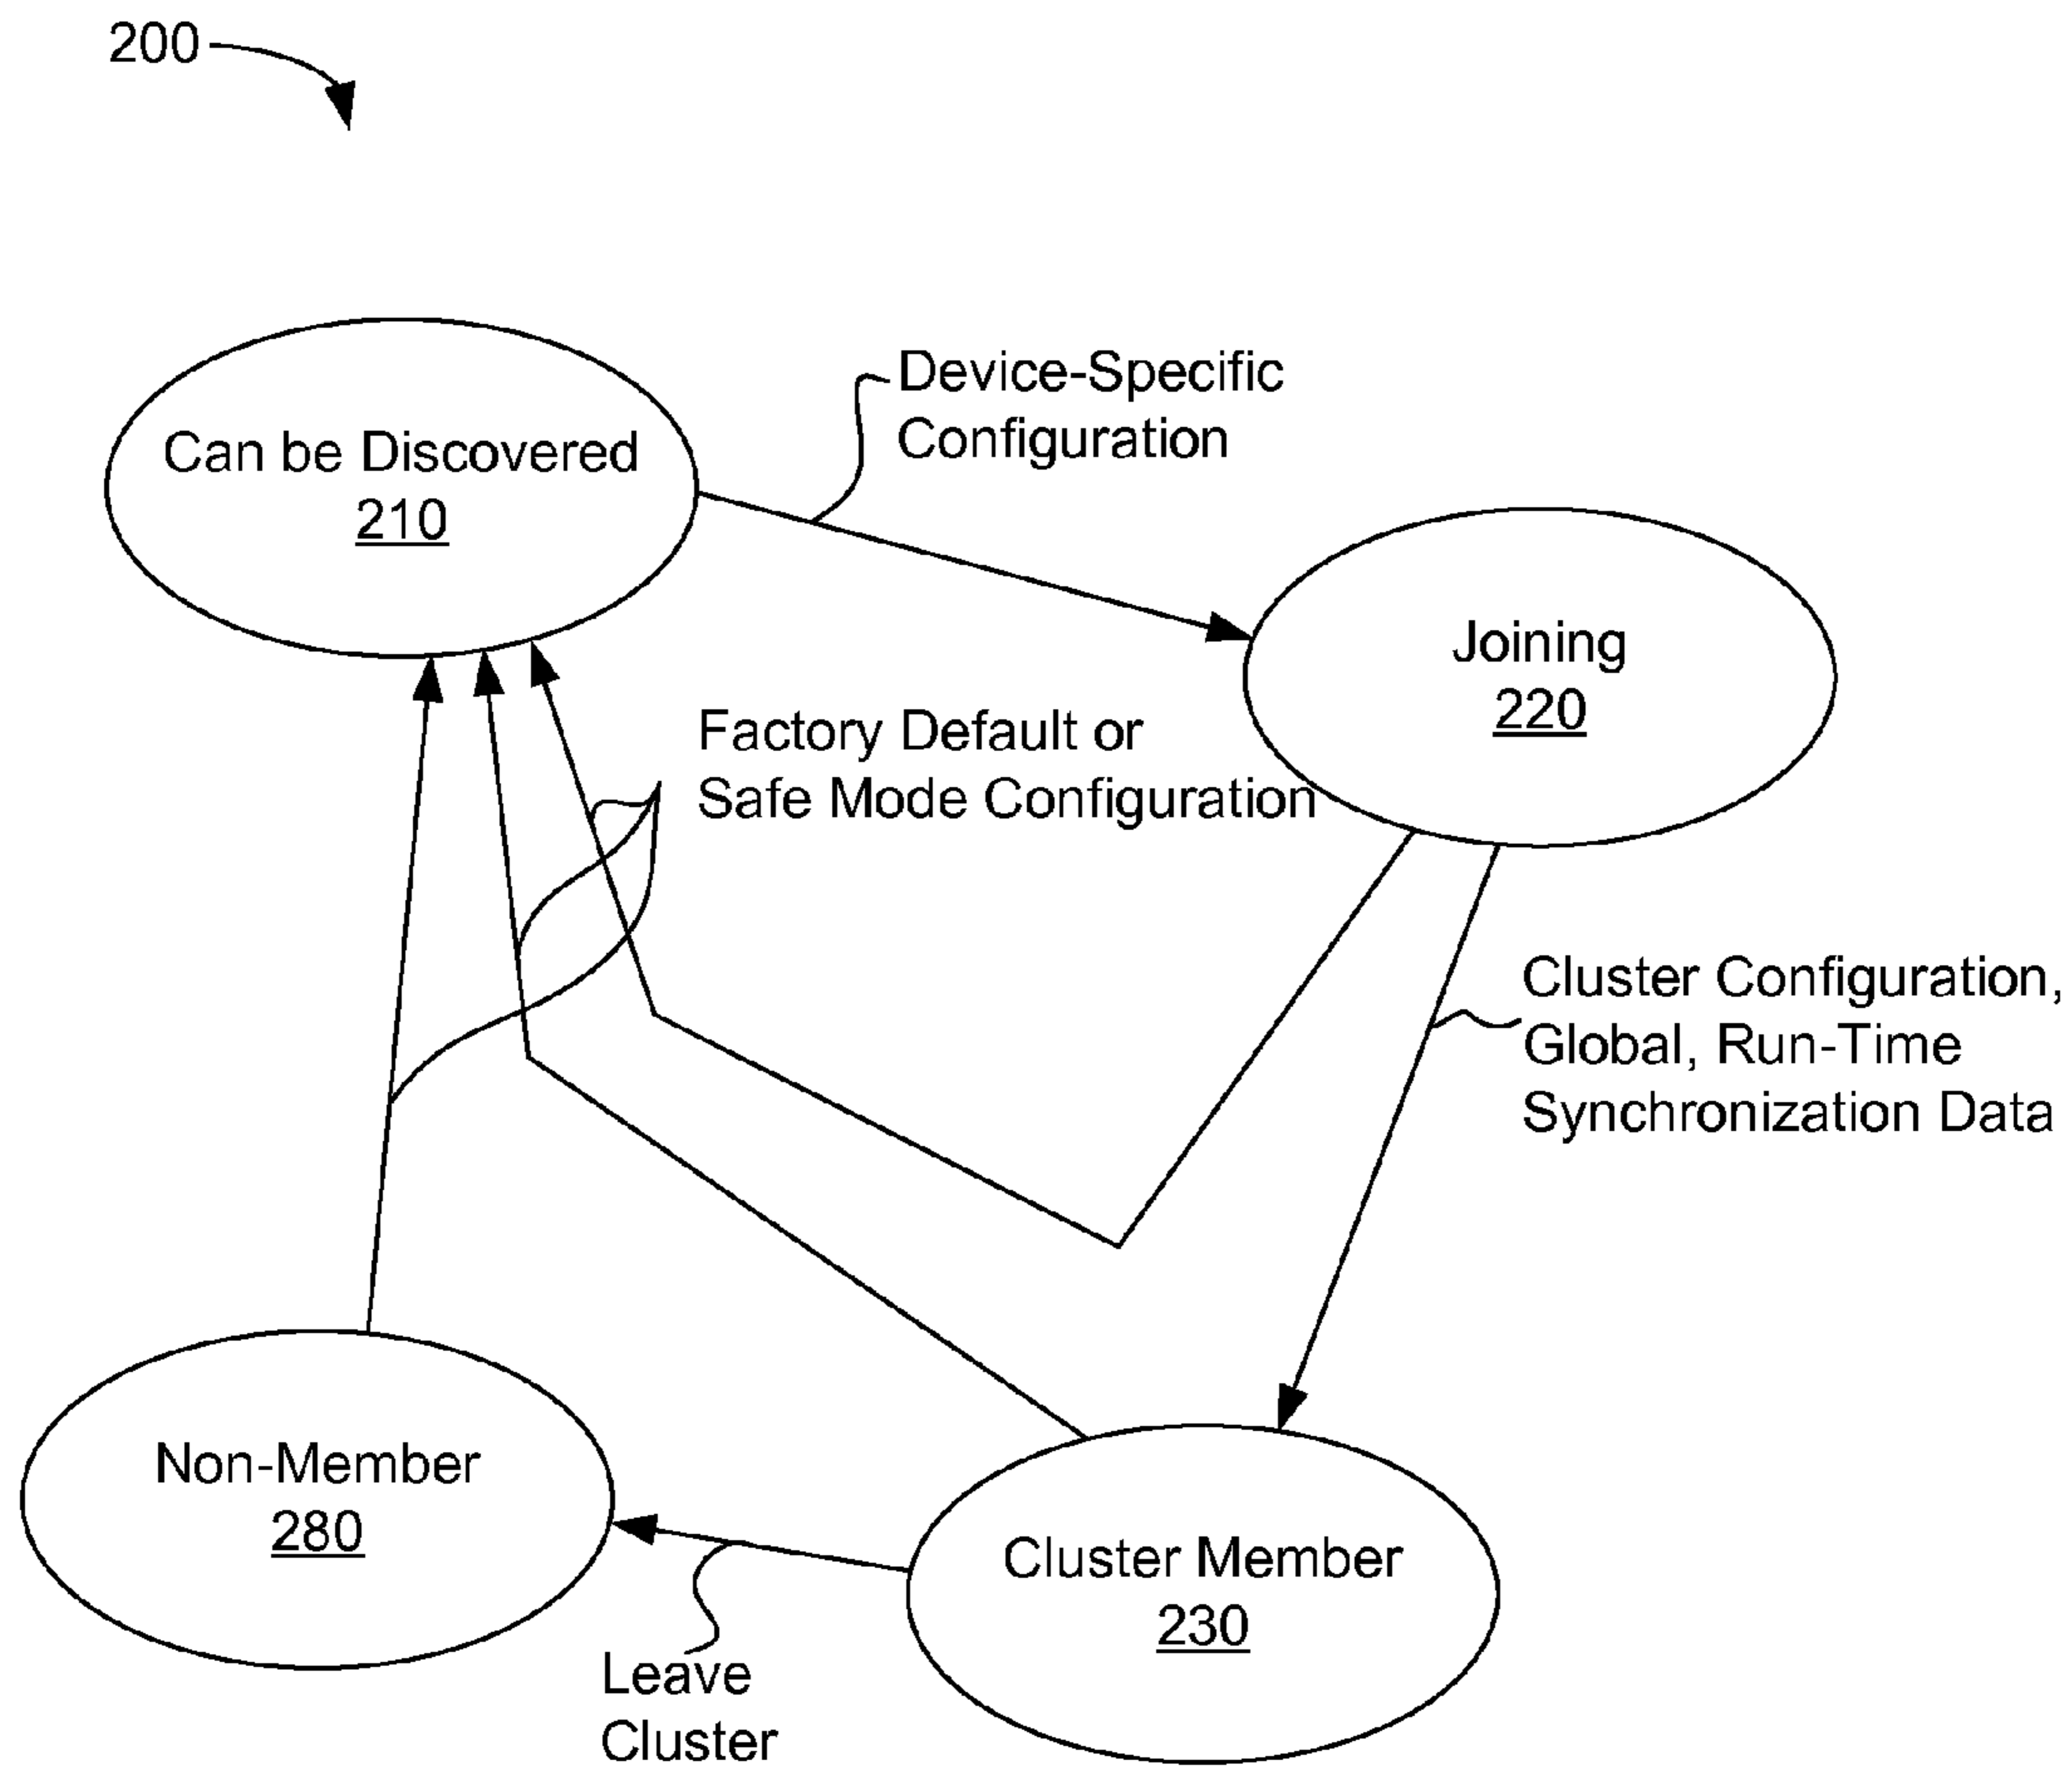 200
Device-Specific
Configuration
Can be Discovered
210
Joining
220
Factory Default or
Safe Mode Configuration
Cluster Configuration,
Global, Run-Time
Synchronization Data
Non-Member
280
Cluster Member
230
Leave
Cluster